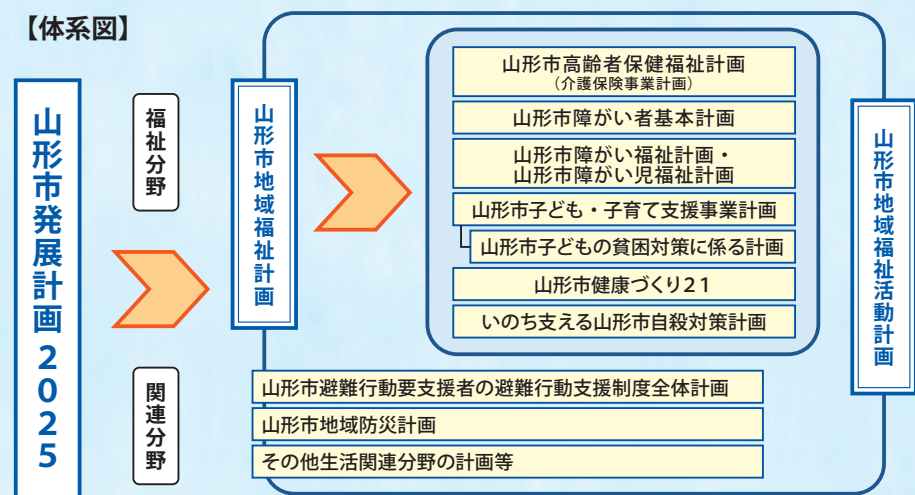 【体系図】
山形市発展計画2025
福祉分野
山形市地域福祉計画
山形市高齢者保健福祉計画
（介護保険事業計画）
山形市障がい者基本計画
山形市障がい福祉計画・
山形市障がい児福祉計画
山形市子ども・子育て支援事業計画
山形市子どもの貧困対策に係る計画
山形市健康づくり21
いのち支える山形市自殺対策計画
山形市地域福祉活動計画
関連分野
山形市避難行動要支援者の避難行動支援制度全体計画
山形市地域防災計画
その他生活関連分野の計画等